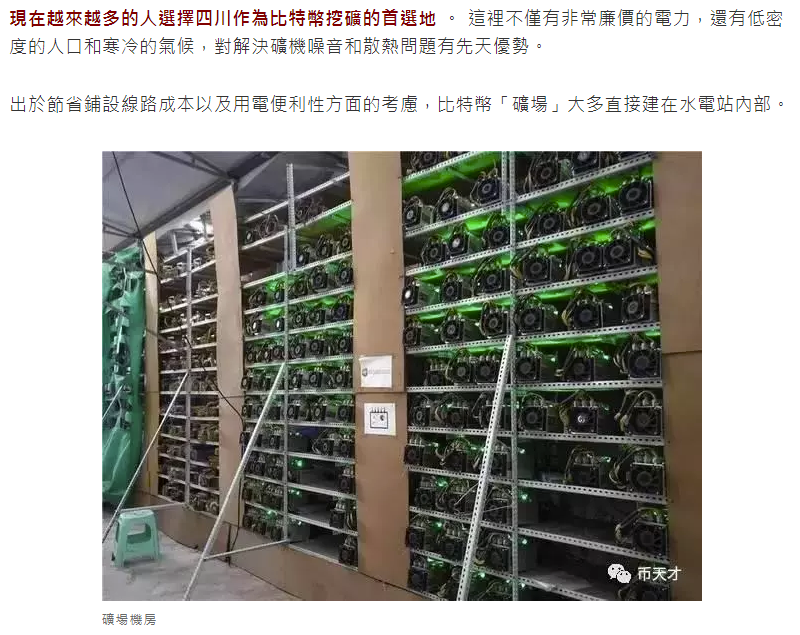 現在越來越多的人選擇四川作為比特幣挖礦的首選地 。 這裡不僅有非常廉價的電力，還有低密
度的人口和寒冷的氣候，對解決礦機噪音和散熱問題有先天優勢。
出於節省鋪設線路成本以及用電便利性方面的考慮，比特幣「礦場」大多直接建在水電站內部。
币天才
礦場機房